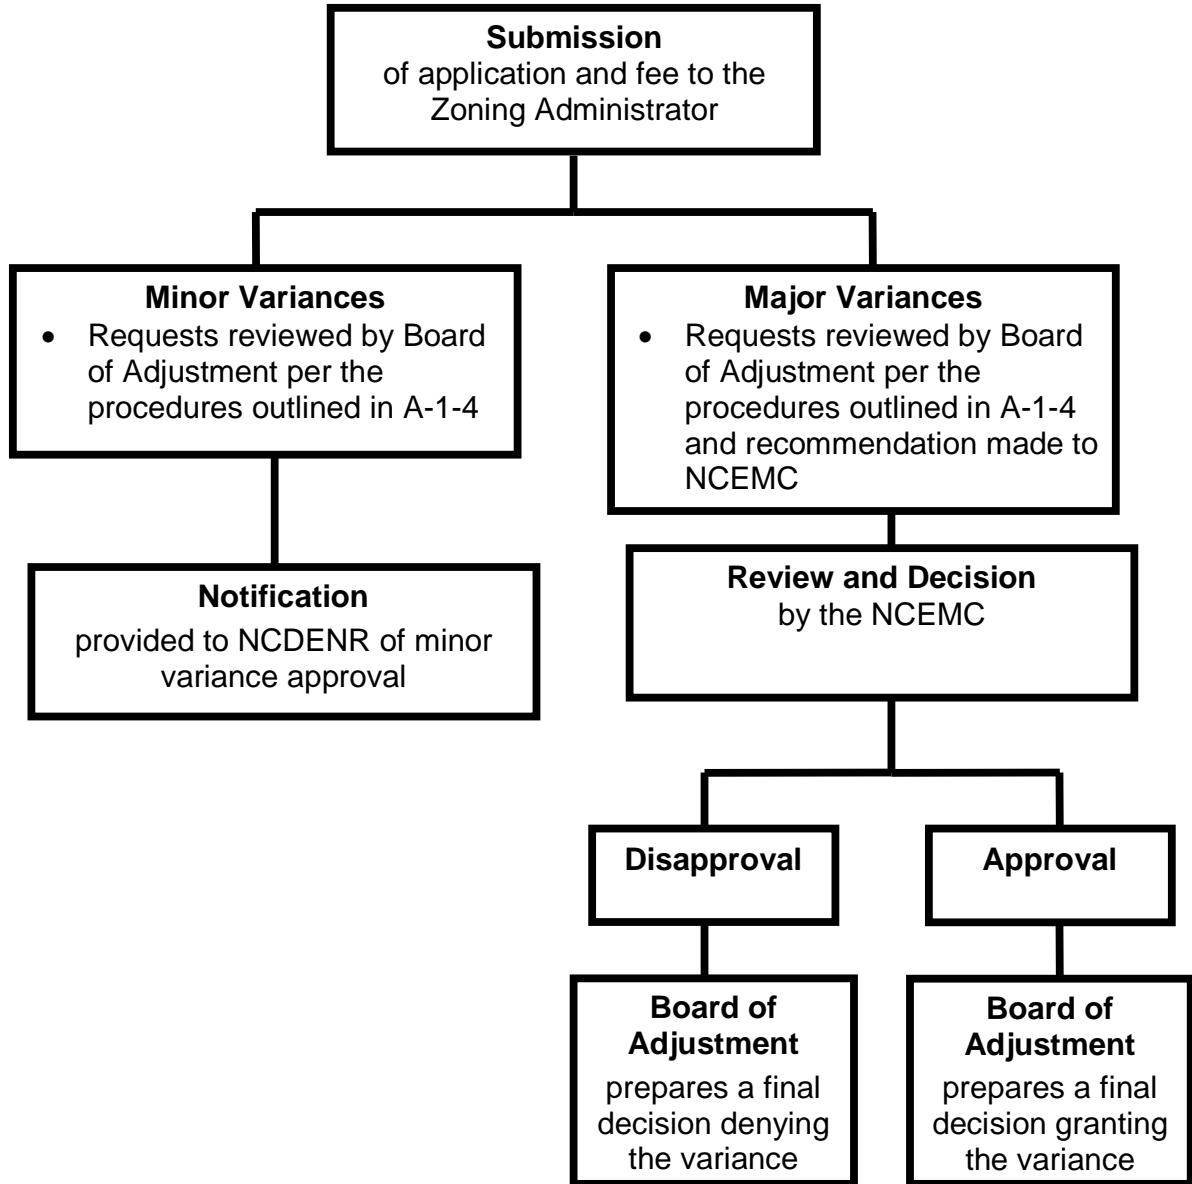 Submission
of application and fee to the
Zoning Administrator
Minor Variances
• Requests reviewed by Board
of Adjustment per the
procedures outlined in A-1-4
Major Variances
• Requests reviewed by Board
of Adjustment per the
procedures outlined in A-1-4
and recommendation made to
NCEMC
Notification
provided to NCDENR of minor
variance approval
Review and Decision
by the NCEMC
Disapproval
Approval
Board of
Adjustment
prepares a final
decision denying
the variance
Board of
Adjustment
prepares a final
decision granting
the variance